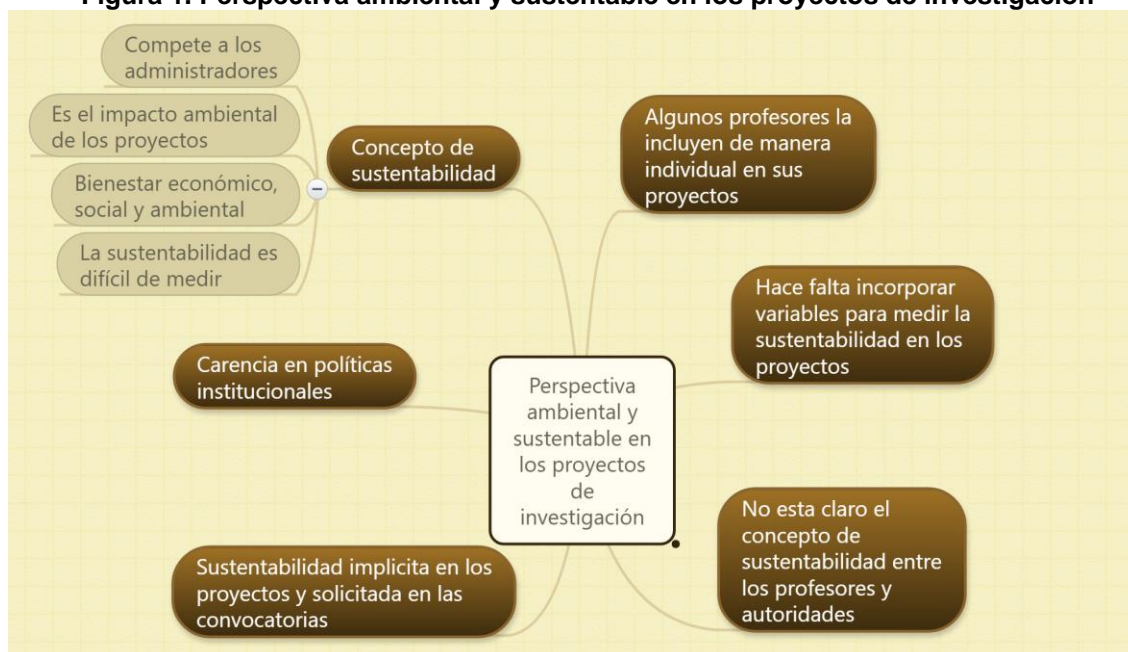 Figura 1. Perspectiva ambiental y sustentable en los proyectos de investigación
Compete a los
administradores
Es el impacto ambiental
de los proyectos
Bienestar económico,
social y ambiental
La sustentabilidad es
difícil de medir
Concepto de
sustentabilidad
Algunos profesores la
incluyen de manera
individual en sus
proyectos
Hace falta incorporar
variables para medir la
sustentabilidad en los
proyectos
Carencia en políticas
institucionales
Perspectiva
ambiental y
sustentable en
los proyectos
de
investigación
No esta claro el
concepto de
sustentabilidad entre
los profesores y
autoridades
Sustentabilidad implicita en los
proyectos y solicitada en las
convocatorias